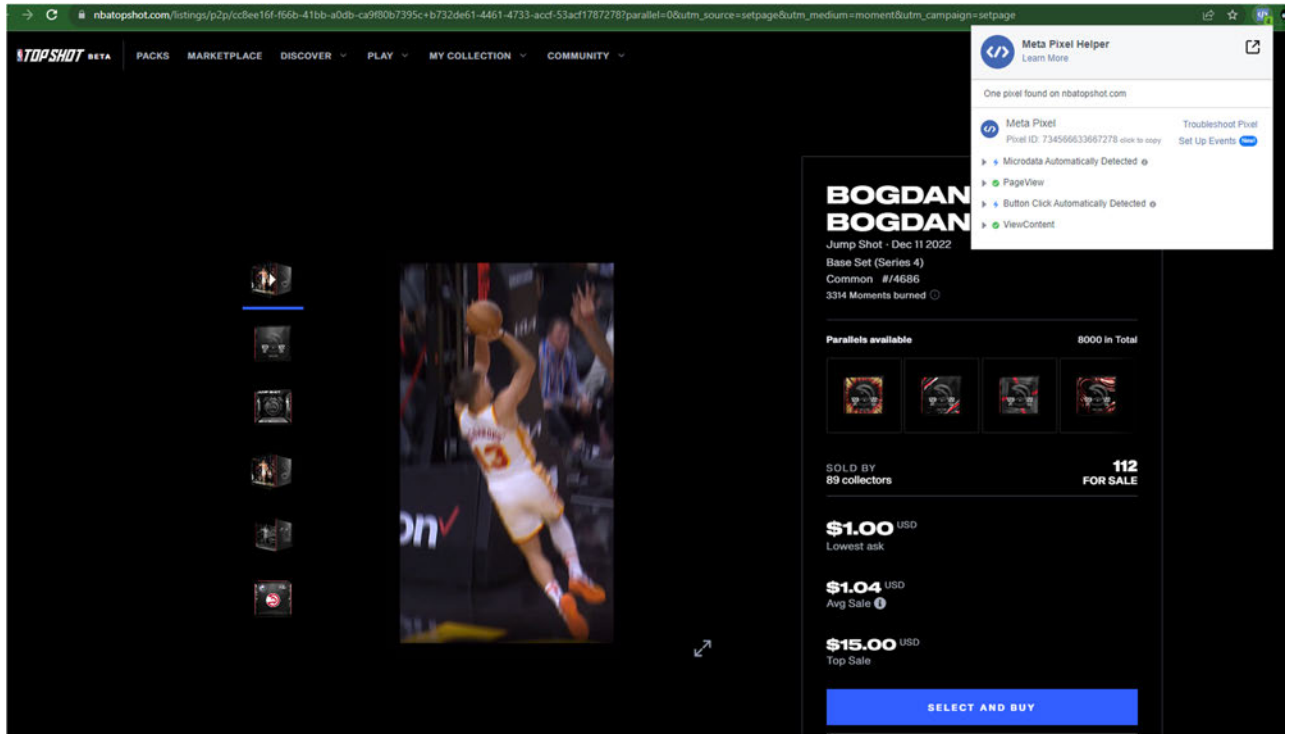 nbatopshot.com/listings/p2p/cc8ee16f-f66b-41bb-a0db-ca9f80b7395c+b732de61-4461-4733-accf-53acf1787278?parallel=0&utm_source=setpage&utm_medium=moment&utm_campaign=setpage
TOP SHOT BETA PACKS MARKETPLACE DISCOVER PLAY MY COLLECTION COMMUNITY
Meta Pixel Helper
Learn More
One pixel found on nbatopshot.com
Meta Pixel
Troubleshoot Pixel
Pixel ID: 734566633667278 click to copy
Set Up Events New!
Microdata Automatically Detected
PageView
Button Click Automatically Detected
ViewContent
BOGDAN
BOGDAN
Jump Shot - Dec 11 2022
Base Set (Series 4)
Common #/4686
3314 Moments burned
Parallels available 8000 in Total
SOLD BY 112
89 collectors FOR SALE
$1.00 USD
Lowest ask
$1.04 USD
Avg Sale
$15.00 USD
Top Sale
SELECT AND BUY
13
on